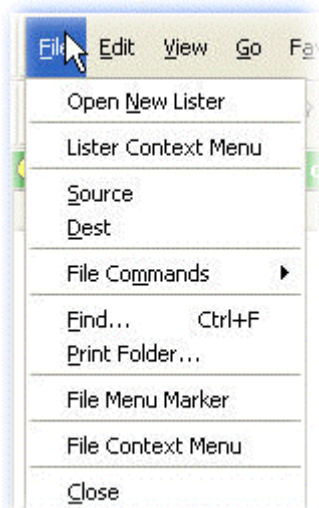 File Edit View Go Fa
Open New Lister
Lister Context Menu
Source
Dest
File Commands
Find... Ctrl+F
Print Folder...
File Menu Marker
File Context Menu
Close